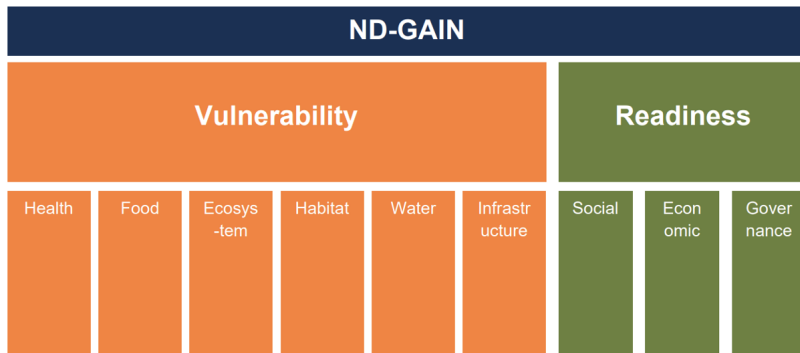 ND-GAIN
Vulnerability
Readiness
Health
Food
Ecosys
-tem
Habitat
Water
Infrastr
ucture
Social
Econ
omic
Gover
nance